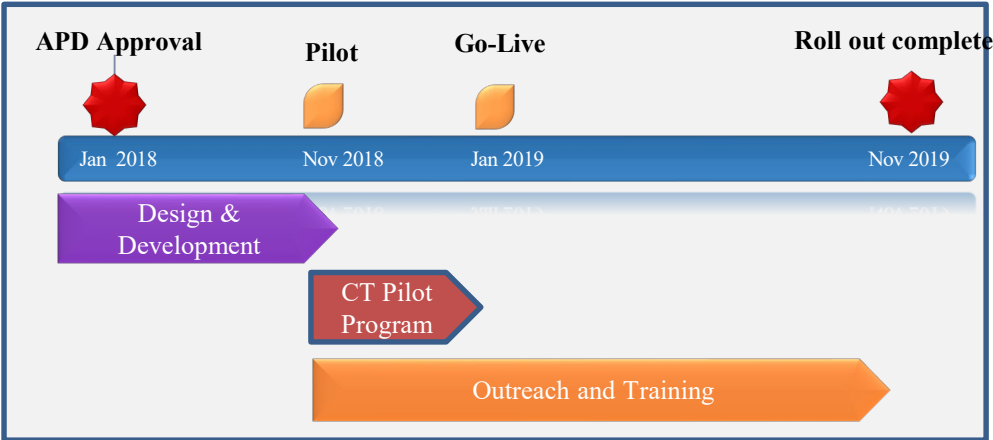 APD Approval
Pilot
Go-Live
Roll out complete
Jan 2018
Nov 2018
Jan 2019
Nov 2019
Design &
Development
CT Pilot
Program
Outreach and Training